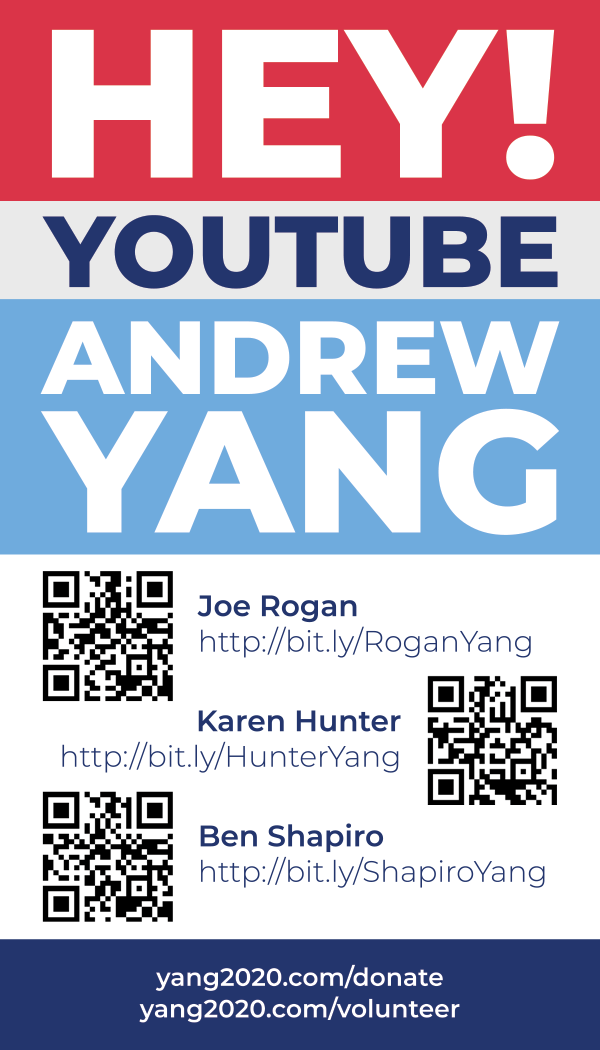 HEY!
YOUTUBE
ANDREW
YANG
Joe Rogan
http://bit.ly/RoganYang
Karen Hunter
http://bit.ly/HunterYang
Ben Shapiro
http://bit.ly/ShapiroYang
yang2020.com/donate
yang2020.com/volunteer